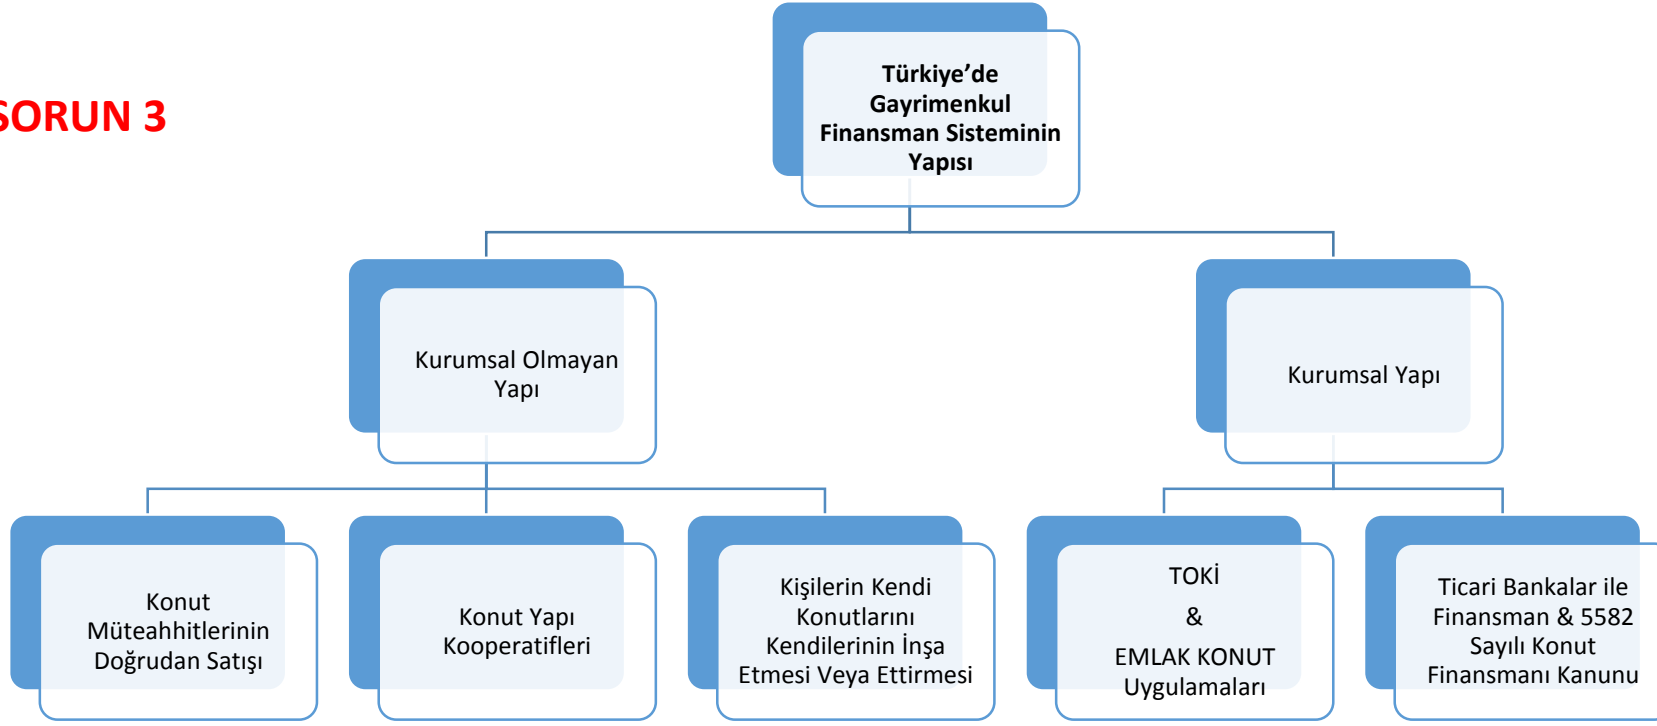 SORUN 3
Türkiye’de
Gayrimenkul
Finansman Sisteminin
Yapısı
Kurumsal Olmayan
Yapı
Kurumsal Yapı
Konut
Müteahhitlerinin
Doğrudan Satışı
Konut Yapı
Kooperatifleri
Kişilerin Kendi
Konutlarını
Kendilerinin İnşa
Etmesi Veya Ettirmesi
TOKİ
&
EMLAK KONUT
Uygulamaları
Ticari Bankalar ile
Finansman & 5582
Sayılı Konut
Finansmanı Kanunu